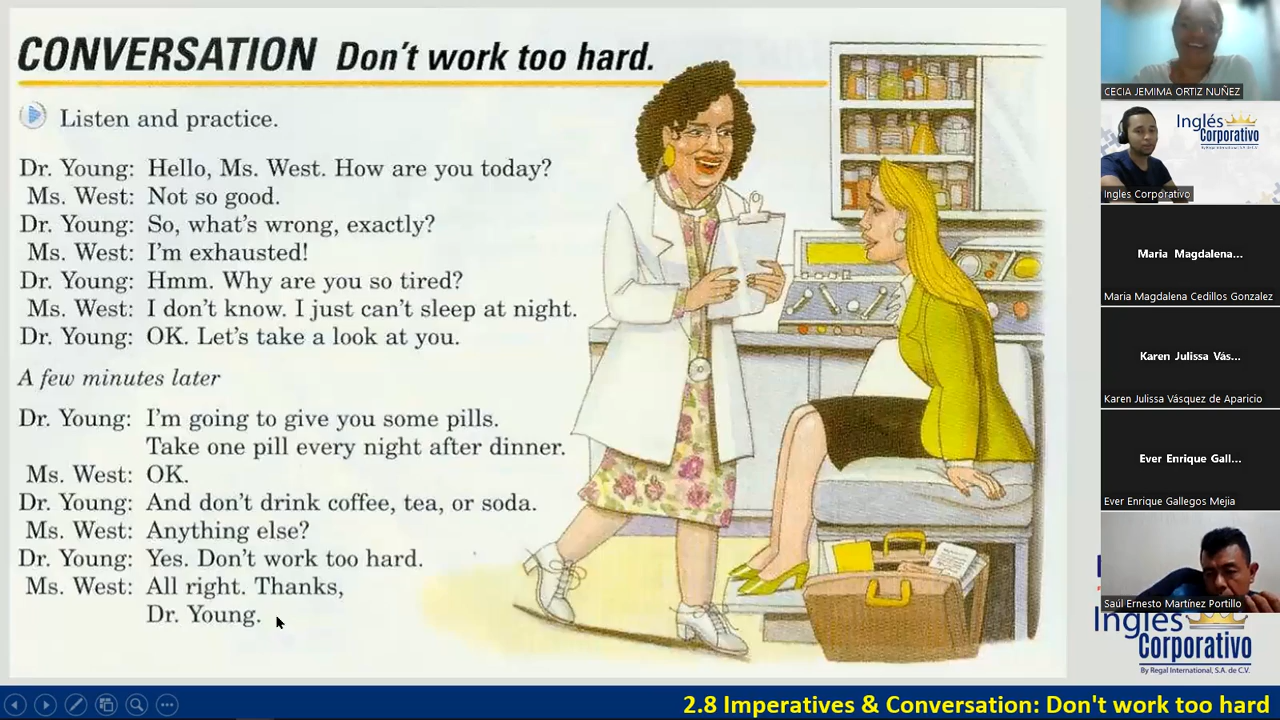 CONVERSATION Don't work too hard.
Listen and practice.
Dr. Young: Hello, Ms. West. How are you today?
Ms. West: Not so good.
Dr. Young: So, what's wrong, exactly?
Ms. West: I'm exhausted!
Dr. Young: Hmm. Why are you so tired?
Ms. West: I don't know. I just can't sleep at night.
Dr. Young: OK. Let's take a look at you.
A few minutes later
Dr. Young: I'm going to give you some pills.
Take one pill every night after dinner.
Ms. West: OK.
Dr. Young: And don't drink coffee, tea, or soda.
Ms. West: Anything else?
Dr. Young: Yes. Don't work too hard.
Ms. West: All right. Thanks,
Dr. Young.
CECIA JEMIMA ORTIZ NUÑEZ
Inglés
Corporativo
By Regal International, S.A. de C.V.
Ingles Corporativo
Maria Magdalena...
Maria Magdalena Cedillos Gonzalez
Karen Julissa Vás...
Karen Julissa Vásquez de Aparicio
Ever Enrique Gall...
Ever Enrique Gallegos Mejia
Saúl Ernesto Martínez Portillo
Inglés
Corporativo
By Regal International, S.A. de C.V.
2.8 Imperatives & Conversation: Don't work too hard